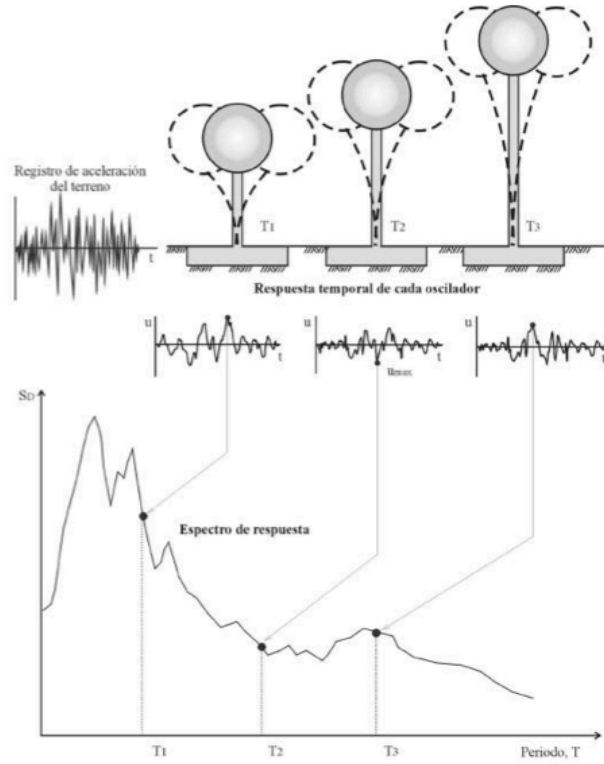 Registro de aceleración
del terreno
t
T1
T2
T3
Respuesta temporal de cada oscilador
u
t
u
t
umax
u
t
SD
Espectro de respuesta
T1
T2
T3
Periodo, T